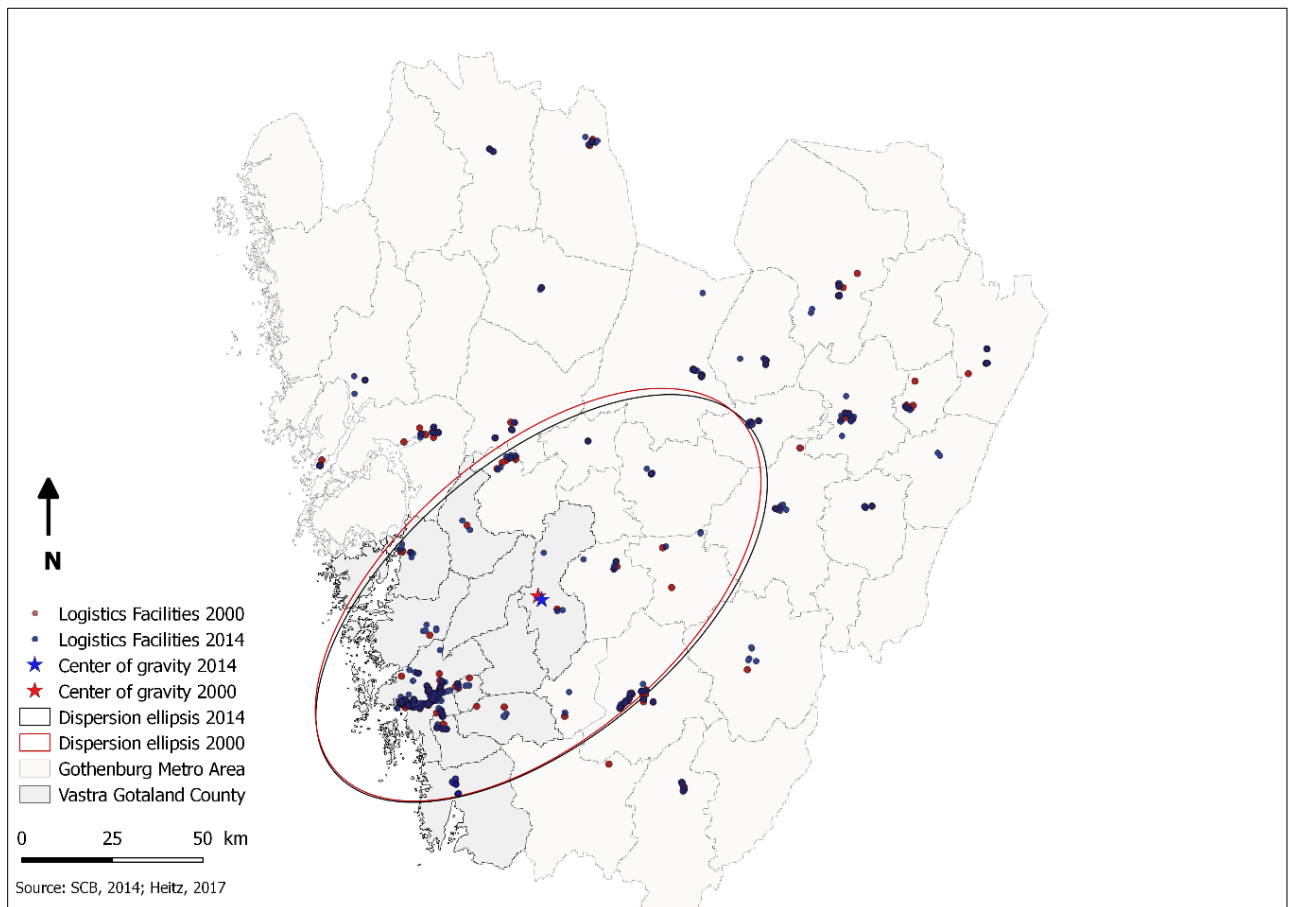 N
Logistics Facilities 2000
Logistics Facilities 2014
Center of gravity 2014
Center of gravity 2000
Dispersion ellipsis 2014
Dispersion ellipsis 2000
Gothenburg Metro Area
Vastra Gotaland County
0 25 50 km
Source: SCB, 2014; Heitz, 2017